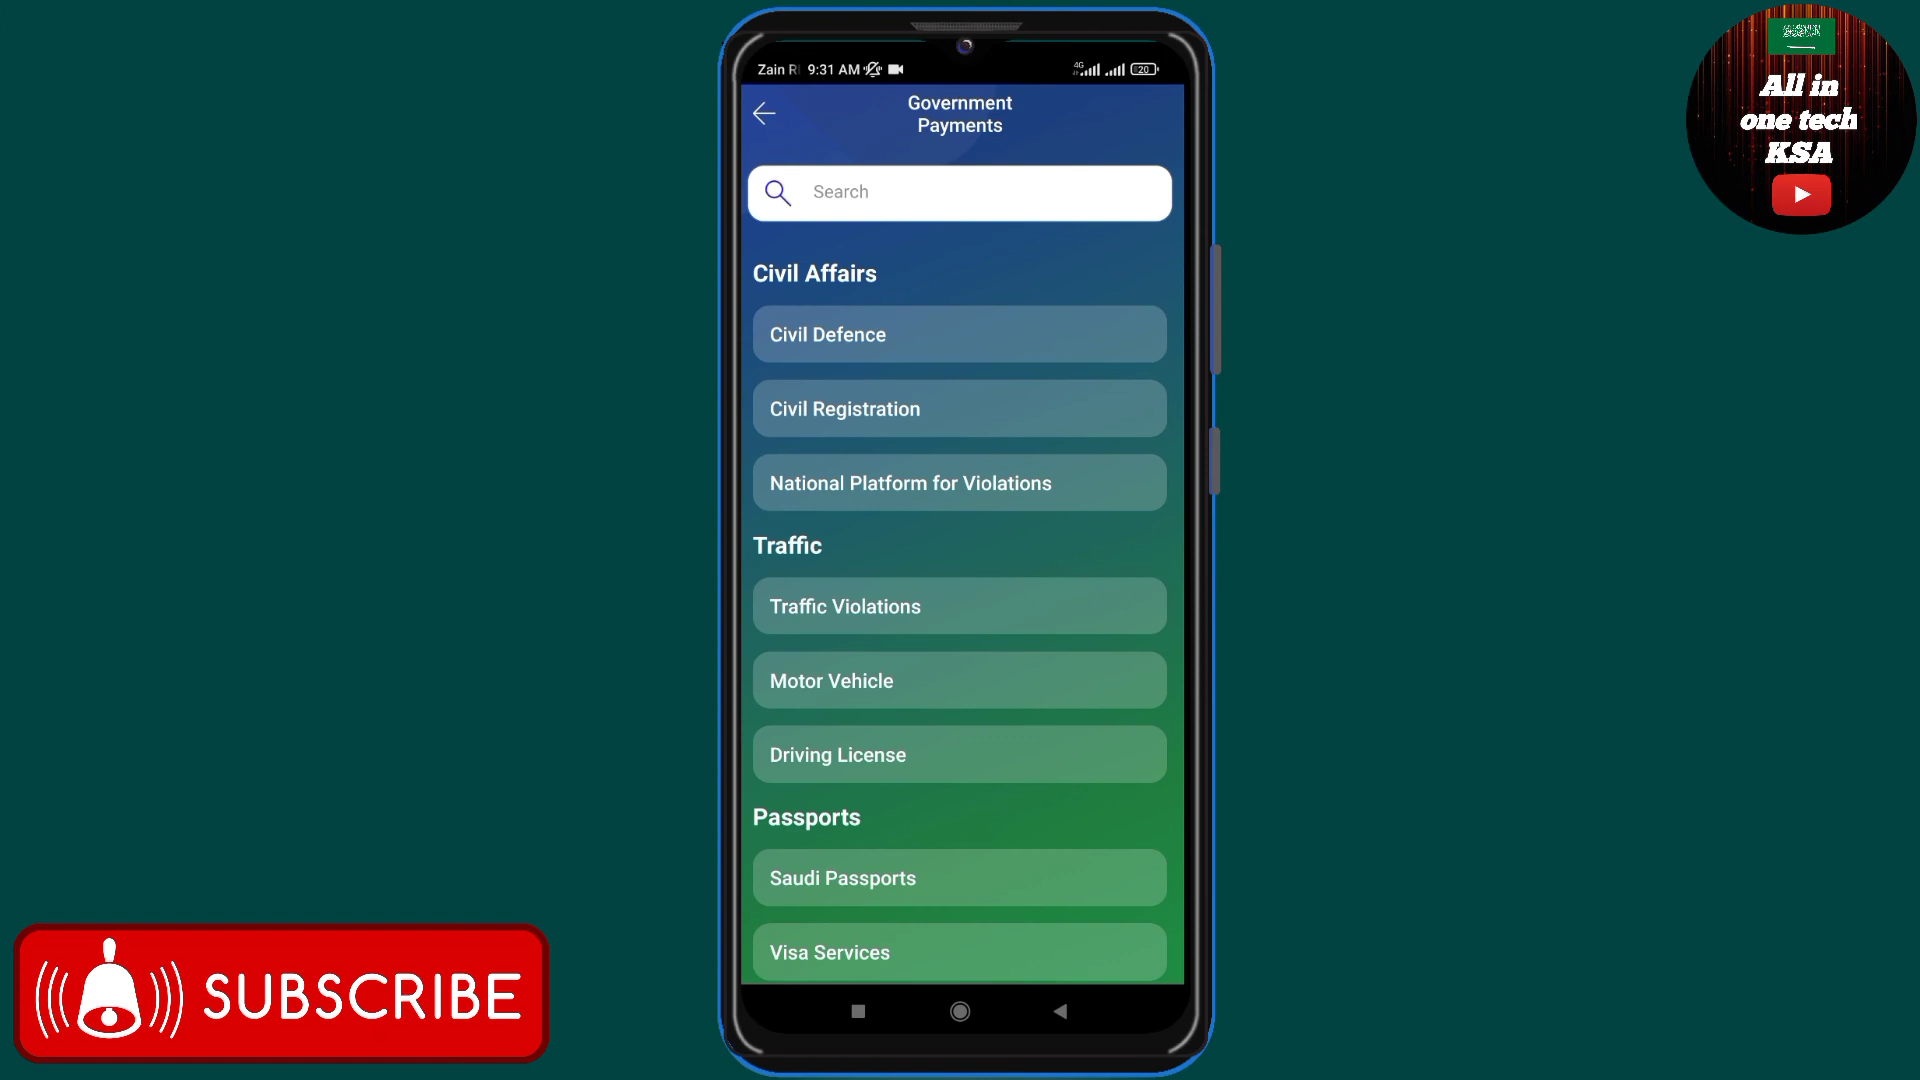 Zain R 9:31 AM
4G 20
Government
Payments
Search
Civil Affairs
Civil Defence
Civil Registration
National Platform for Violations
Traffic
Traffic Violations
Motor Vehicle
Driving License
Passports
Saudi Passports
Visa Services
All in
one tech
KSA
SUBSCRIBE